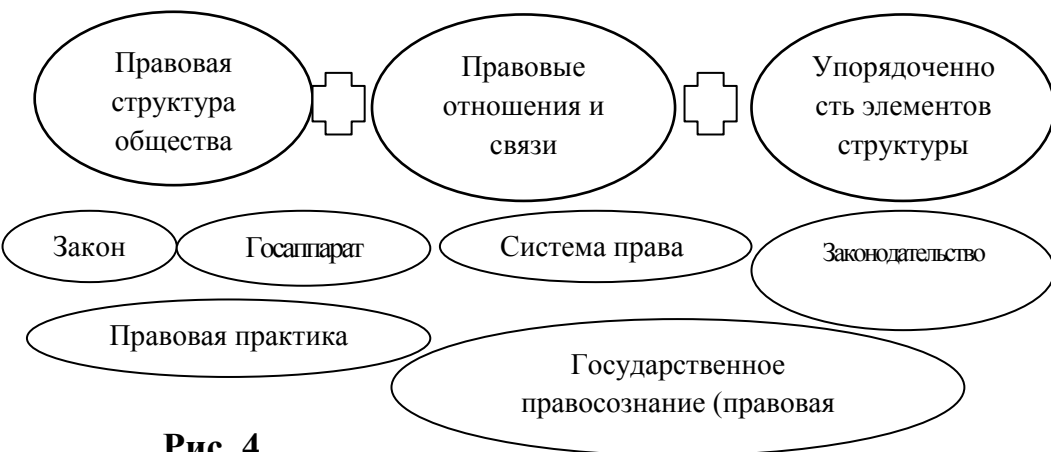 Правовая
структура
общества
Правовые
отношения и
связи
Упорядоченно
сть элементов
структуры
Закон
Госаппарат
Система права
Законодательство
Правовая практика
Государственное
правосознание (правовая
Рис. 4